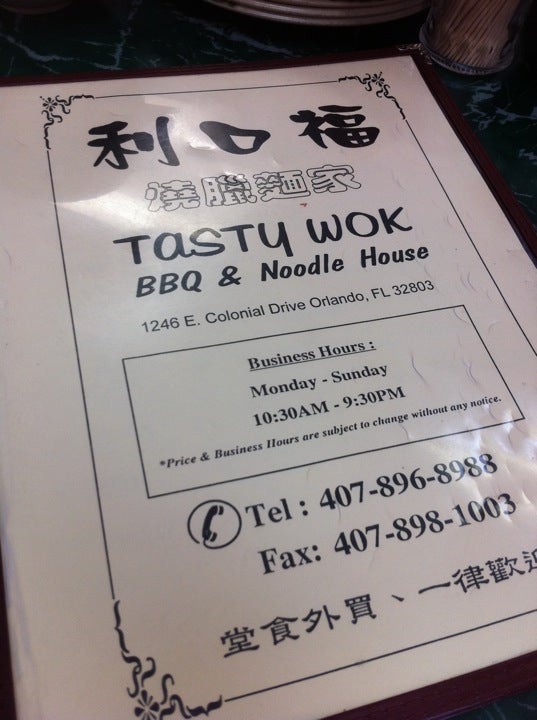 利口福
燒臘麵家
TASTY WOK
BBQ & Noodle House
1246 E. Colonial Drive Orlando, FL 32803
Business Hours :
Monday - Sunday
10:30AM - 9:30PM
*Price & Business Hours are subject to change without any notice.
Tel : 407-896-8988
Fax: 407-898-1003
堂食外買、一律歡迎